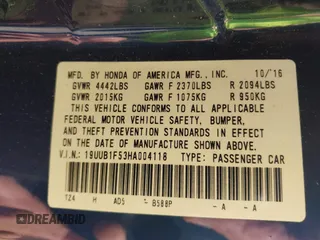 MFD. BY HONDA OF AMERICA MFG., INC. 10/16
GVWR 4442LBS GAWR F 2370LBS R 2094LBS
GVWR 2015KG GAWR F 1075KG R 950KG
THIS VEHICLE CONFORMS TO ALL APPLICABLE
FEDERAL MOTOR VEHICLE SAFETY, BUMPER,
AND THEFT PREVENTION STANDARDS IN EFFECT
ON THE DATE OF MANUFACTURE SHOWN ABOVE.
V.I.N. 19UUB1F53HA004118 TYPE: PASSENGER CAR
TZ4 H AD5 - B588P - A - A
DREAMBID